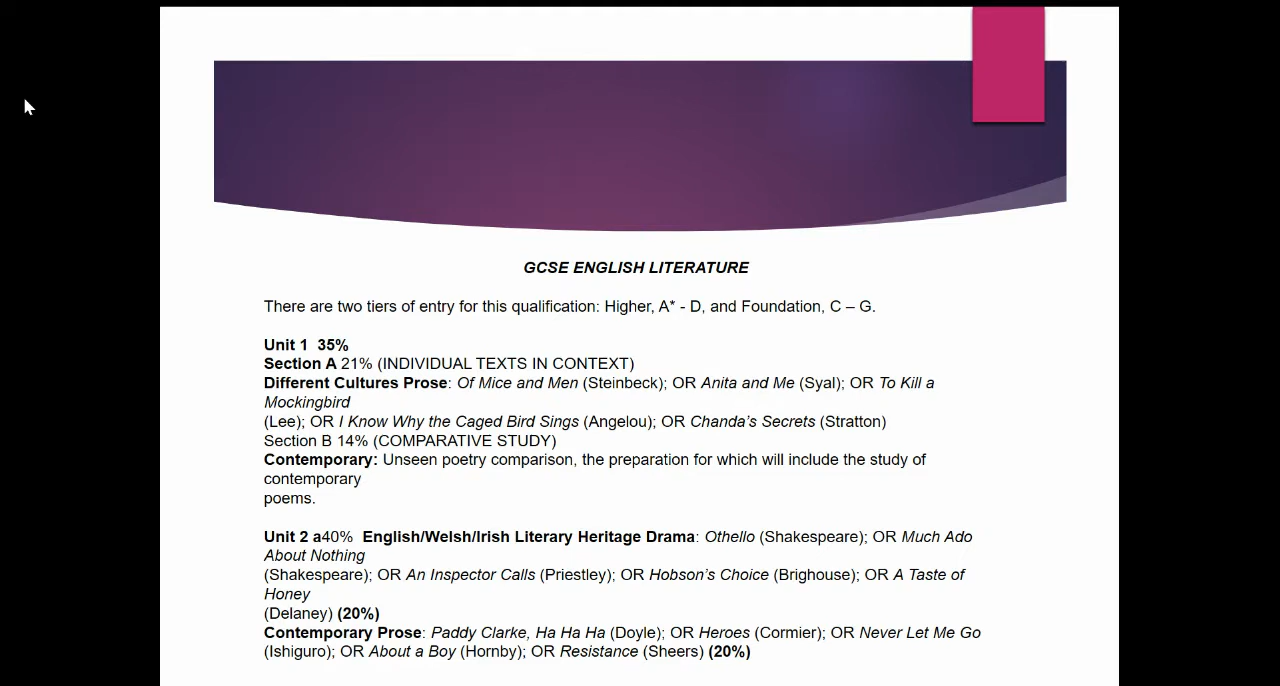 GCSE ENGLISH LITERATURE
There are two tiers of entry for this qualification: Higher, A* - D, and Foundation, C – G.
Unit 1  35%
Section A 21% (INDIVIDUAL TEXTS IN CONTEXT)
Different Cultures Prose: Of Mice and Men (Steinbeck); OR Anita and Me (Syal); OR To Kill a
Mockingbird
(Lee); OR I Know Why the Caged Bird Sings (Angelou); OR Chanda’s Secrets (Stratton)
Section B 14% (COMPARATIVE STUDY)
Contemporary: Unseen poetry comparison, the preparation for which will include the study of
contemporary
poems.
Unit 2 a40%  English/Welsh/Irish Literary Heritage Drama: Othello (Shakespeare); OR Much Ado
About Nothing
(Shakespeare); OR An Inspector Calls (Priestley); OR Hobson’s Choice (Brighouse); OR A Taste of
Honey
(Delaney) (20%)
Contemporary Prose: Paddy Clarke, Ha Ha Ha (Doyle); OR Heroes (Cormier); OR Never Let Me Go
(Ishiguro); OR About a Boy (Hornby); OR Resistance (Sheers) (20%)